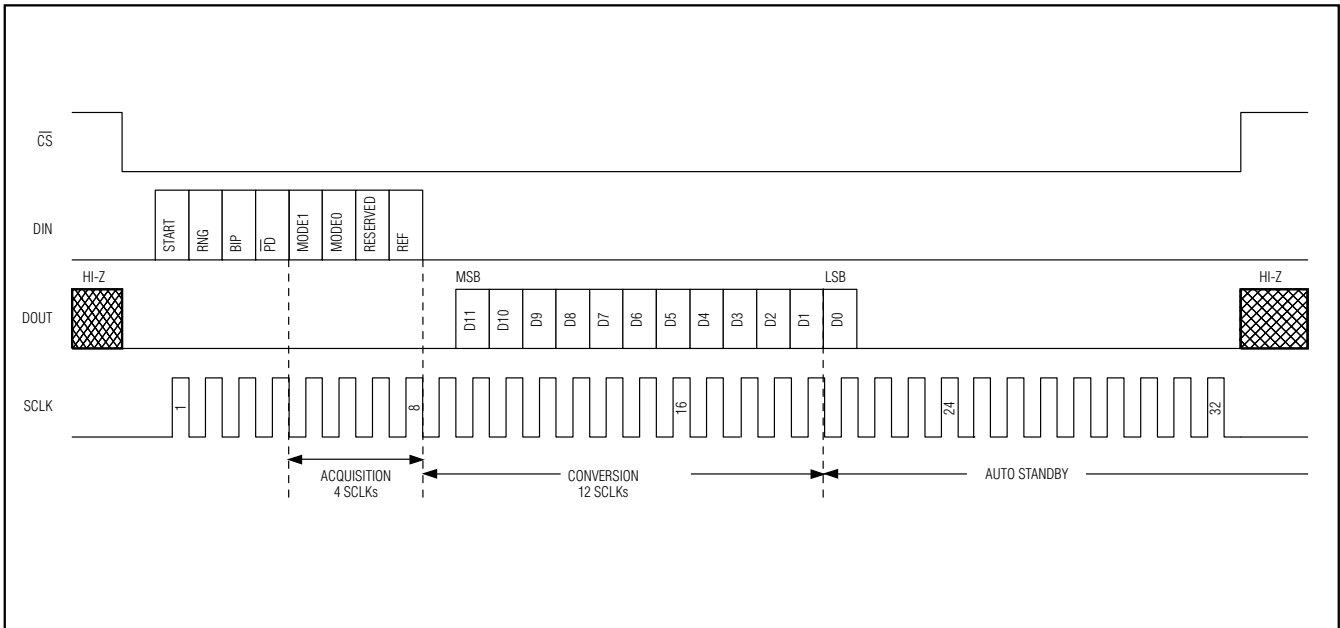 C̅S̅
DIN
START RNG BIP P̅D̅ MODE1 MODE0 RESERVED REF
HI-Z MSB LSB HI-Z
DOUT
D11 D10 D9 D8 D7 D6 D5 D4 D3 D2 D1 D0
SCLK
1 8 16 24 32
ACQUISITION
4 SCLKs
CONVERSION
12 SCLKs
AUTO STANDBY